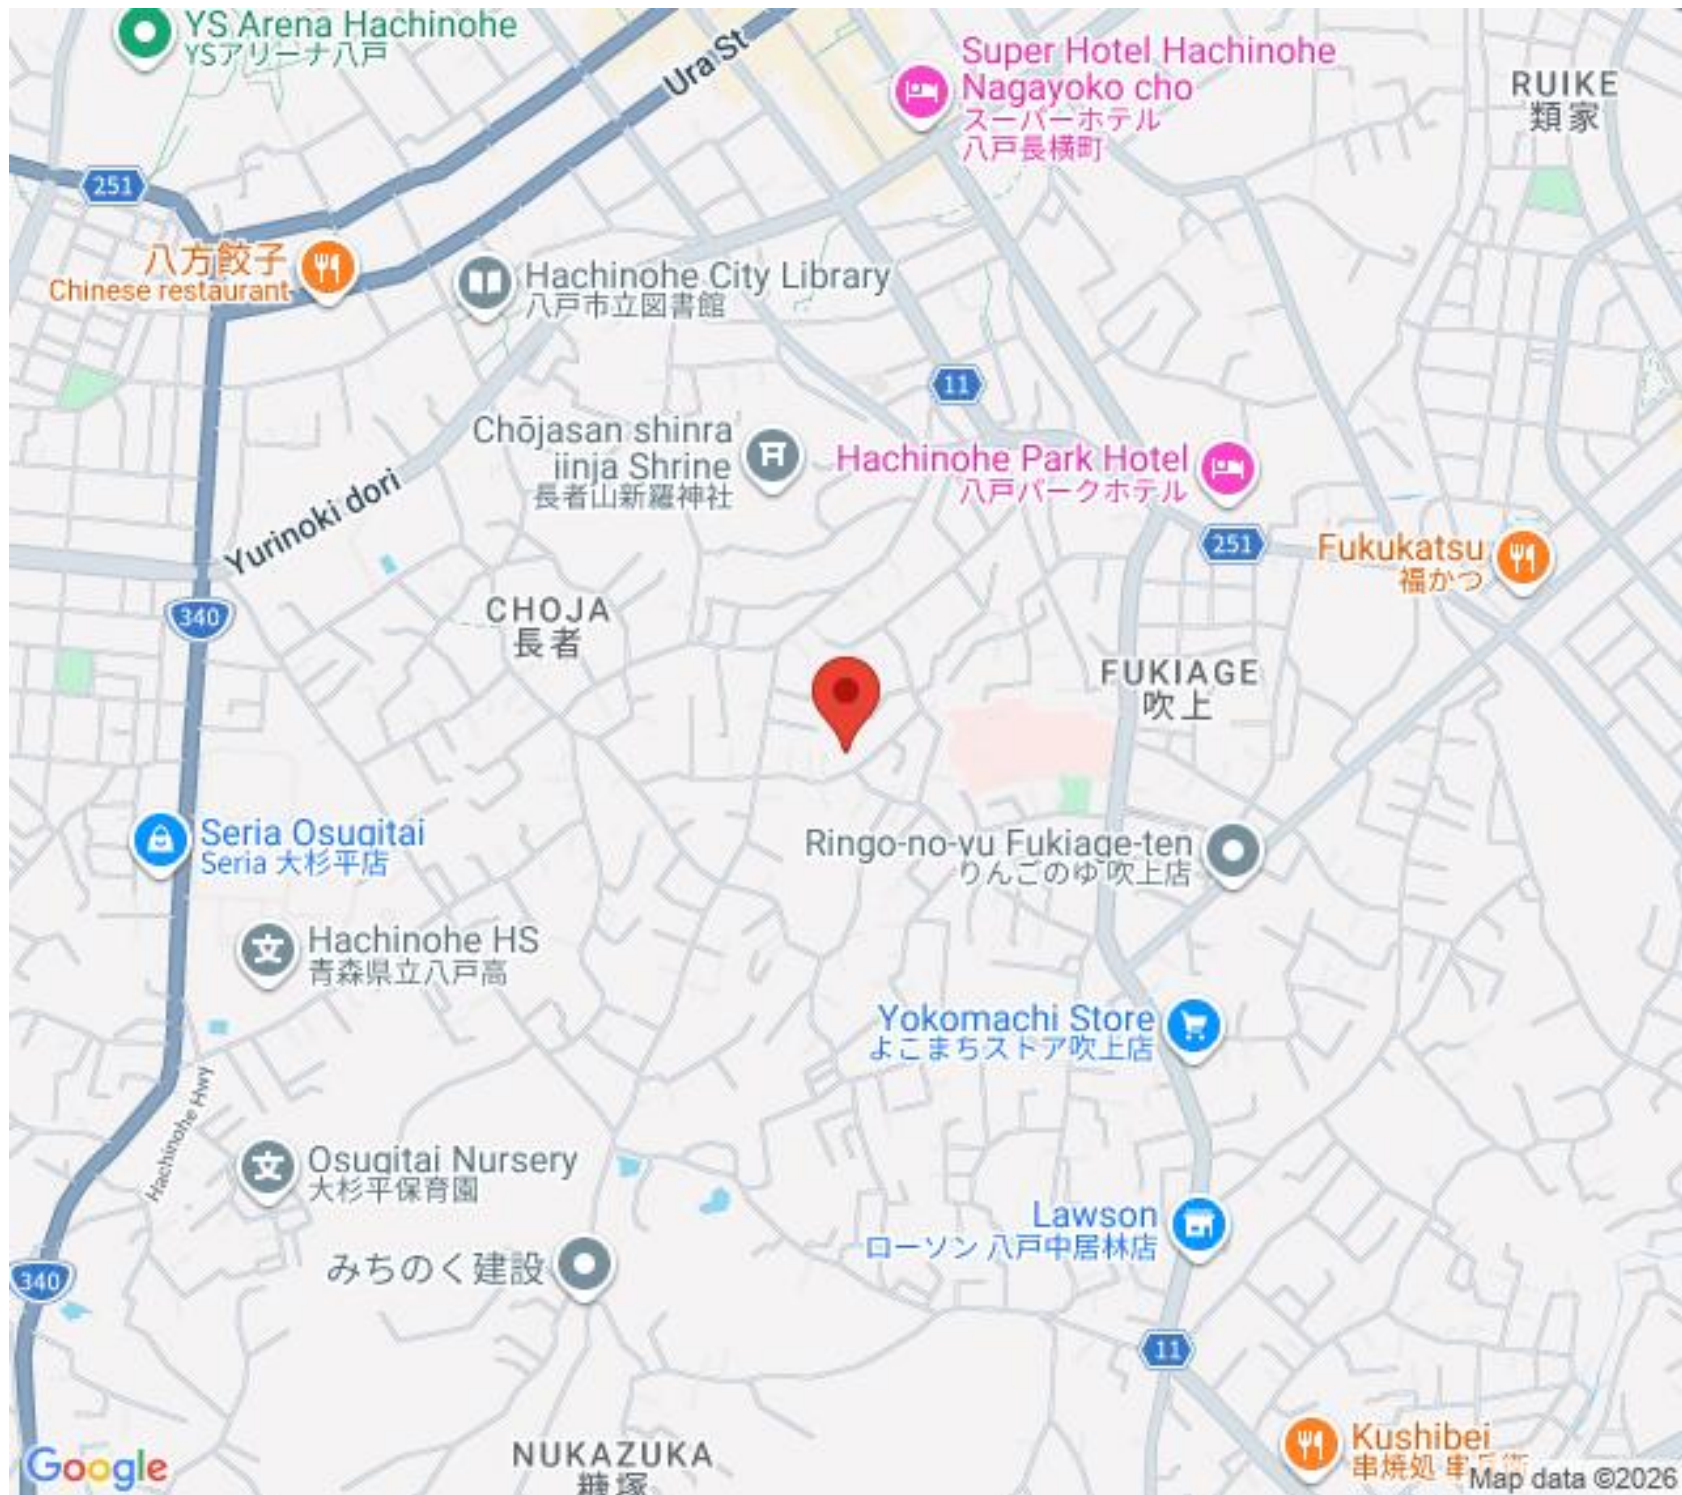 YS Arena Hachinohe
YSアリーナ八戸
Ura St
Super Hotel Hachinohe
Nagayoko cho
スーパーホテル
八戸長横町
RUIKE
類家
251
八方餃子
Chinese restaurant
Hachinohe City Library
八戸市立図書館
11
Chōjasan shinra
jinja Shrine
長者山新羅神社
Hachinohe Park Hotel
八戸パークホテル
Yurinoki dori
251
Fukukatsu
福かつ
340
CHOJA
長者
FUKIAGE
吹上
Seria Osugitai
Seria 大杉平店
Ringo-no-yu Fukiage-ten
りんごのゆ 吹上店
Hachinohe HS
青森県立八戸高
Yokomachi Store
よこまちストア吹上店
Hachinohe Hwy
Osugitai Nursery
大杉平保育園
Lawson
ローソン 八戸中居林店
みちのく建設
340
11
NUKAZUKA
糠塚
Kushibei
串焼処 串
Google
Map data ©2026